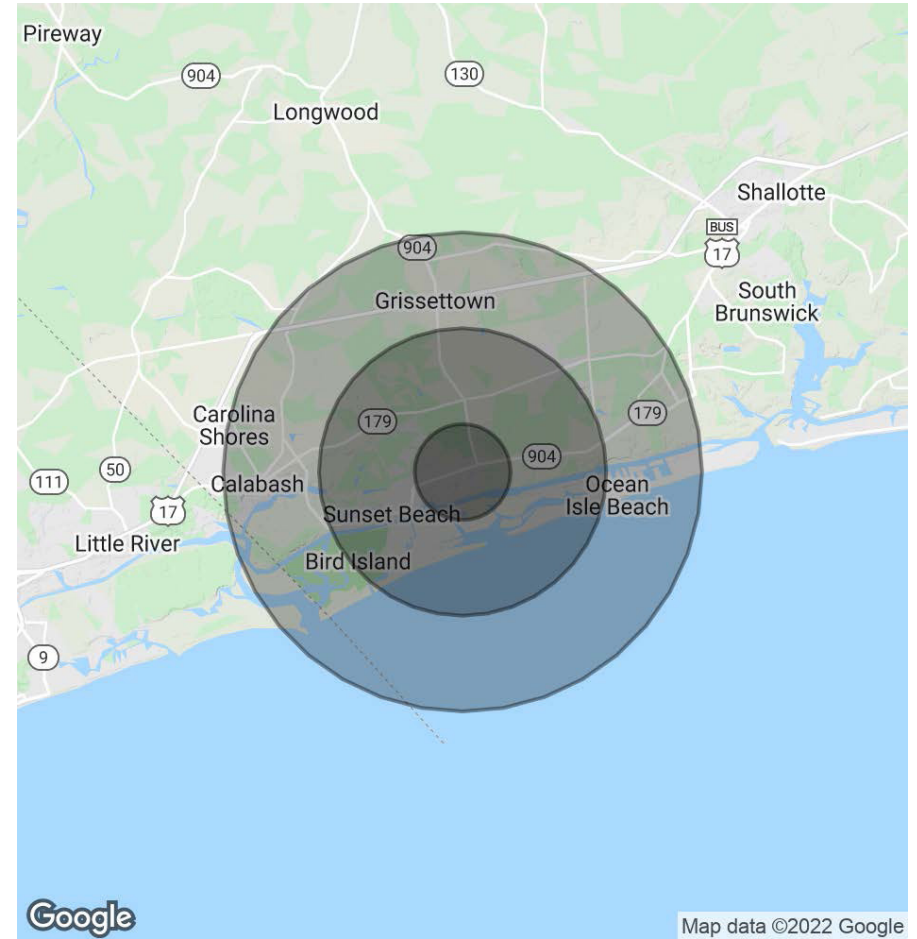 Pireway
904
130
Longwood
Shallotte
BUS
17
904
South
Brunswick
Grissettown
Carolina
Shores
179
179
904
50
111
Calabash
Ocean
Isle Beach
17
Sunset Beach
Little River
Bird Island
9
Google
Map data ©2022 Google